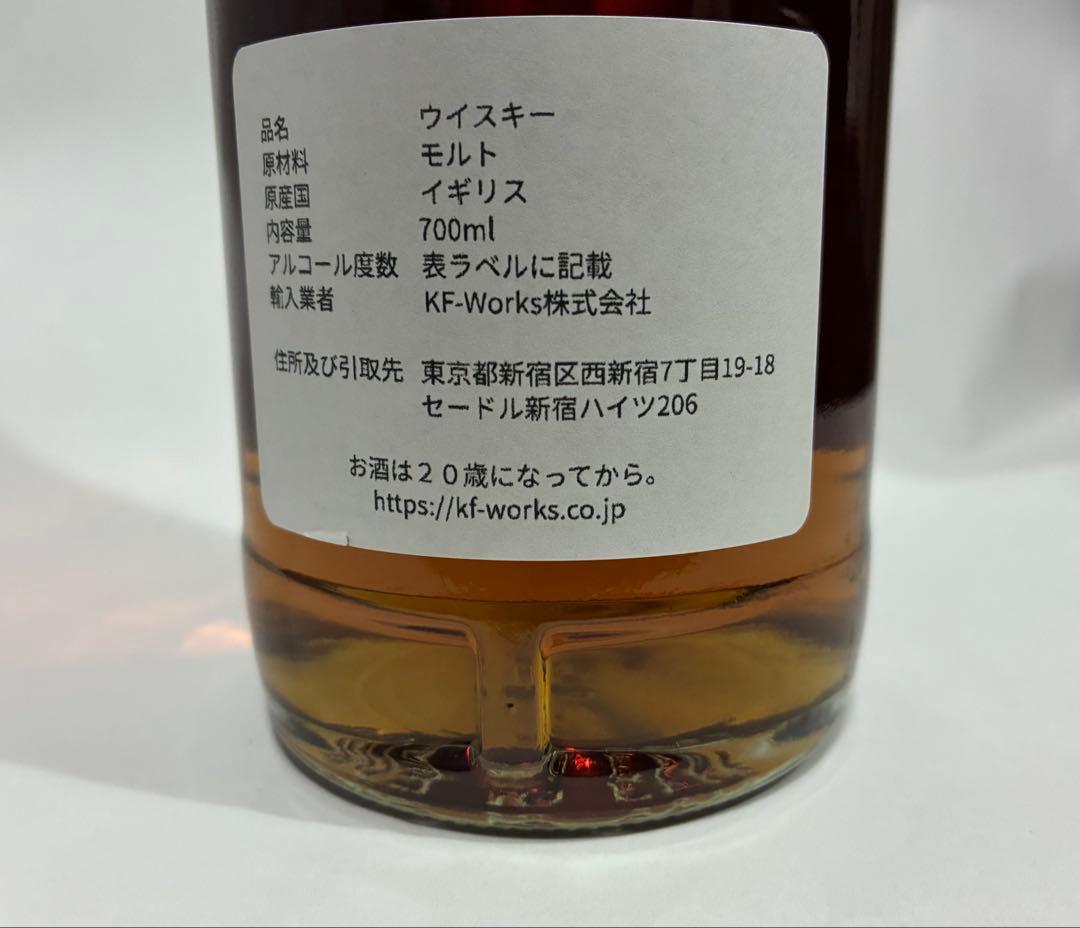 品名 ウイスキー
原材料 モルト
原産国 イギリス
内容量 700ml
アルコール度数 表ラベルに記載
輸入業者 KF-Works株式会社
住所及び引取先 東京都新宿区西新宿7丁目19-18
セードル新宿ハイツ206
お酒は２０歳になってから。
https://kf-works.co.jp